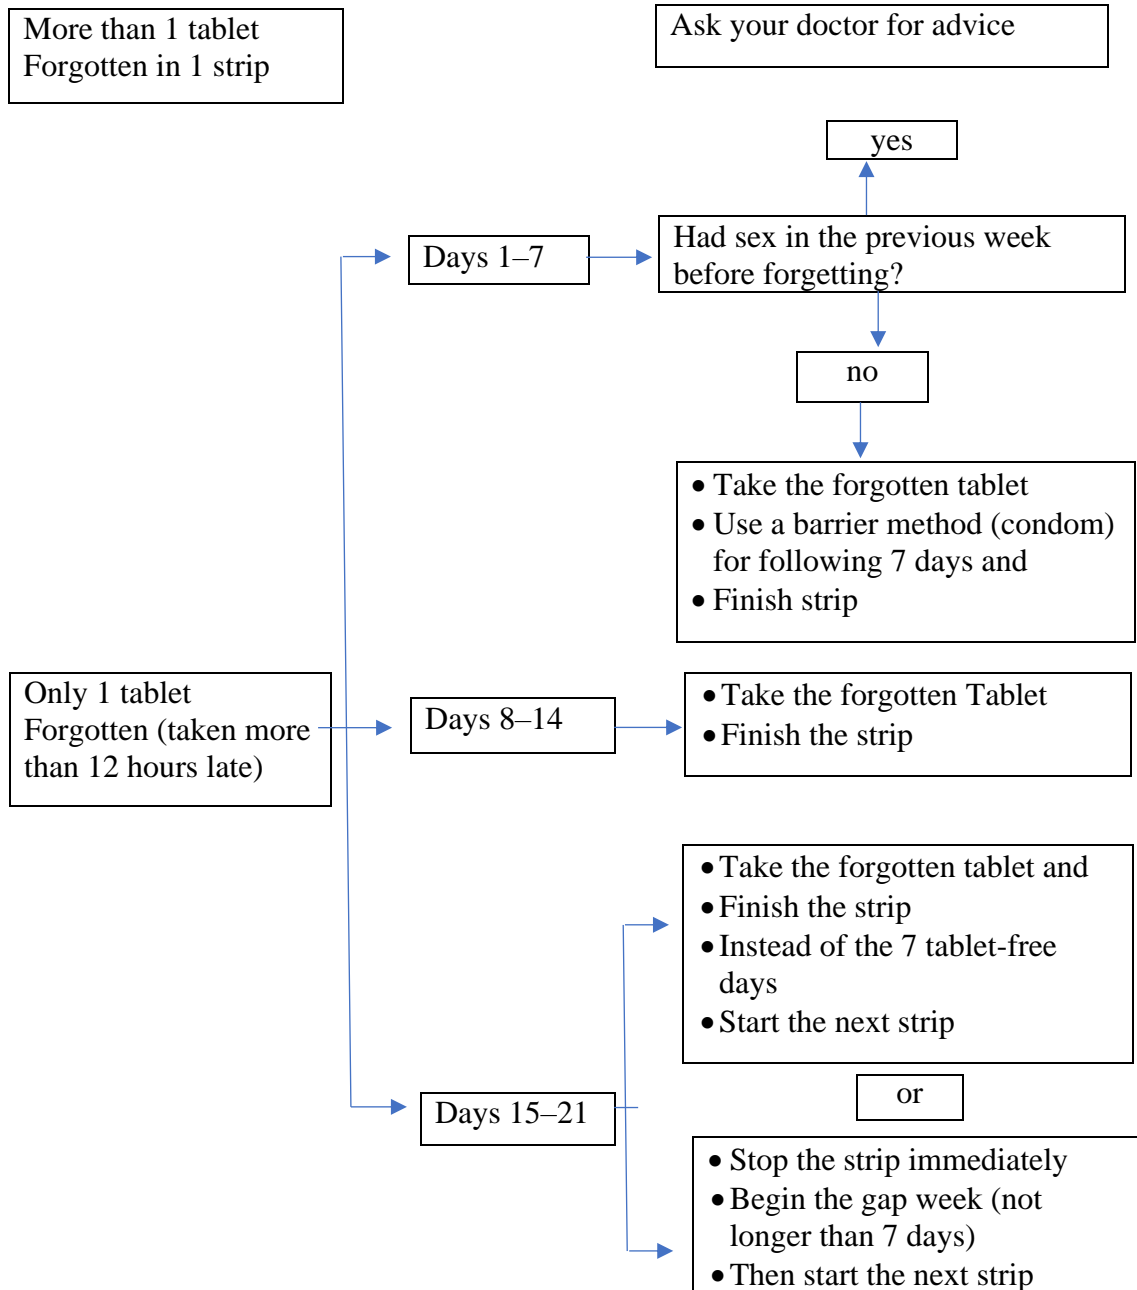 More than 1 tablet
Forgotten in 1 strip
Ask your doctor for advice
yes
Had sex in the previous week
before forgetting?
Days 1–7
no
• Take the forgotten tablet
• Use a barrier method (condom)
for following 7 days and
• Finish strip
Only 1 tablet
Forgotten (taken more
than 12 hours late)
Days 8–14
• Take the forgotten Tablet
• Finish the strip
• Take the forgotten tablet and
• Finish the strip
• Instead of the 7 tablet-free
days
• Start the next strip
Days 15–21
or
• Stop the strip immediately
• Begin the gap week (not
longer than 7 days)
• Then start the next strip